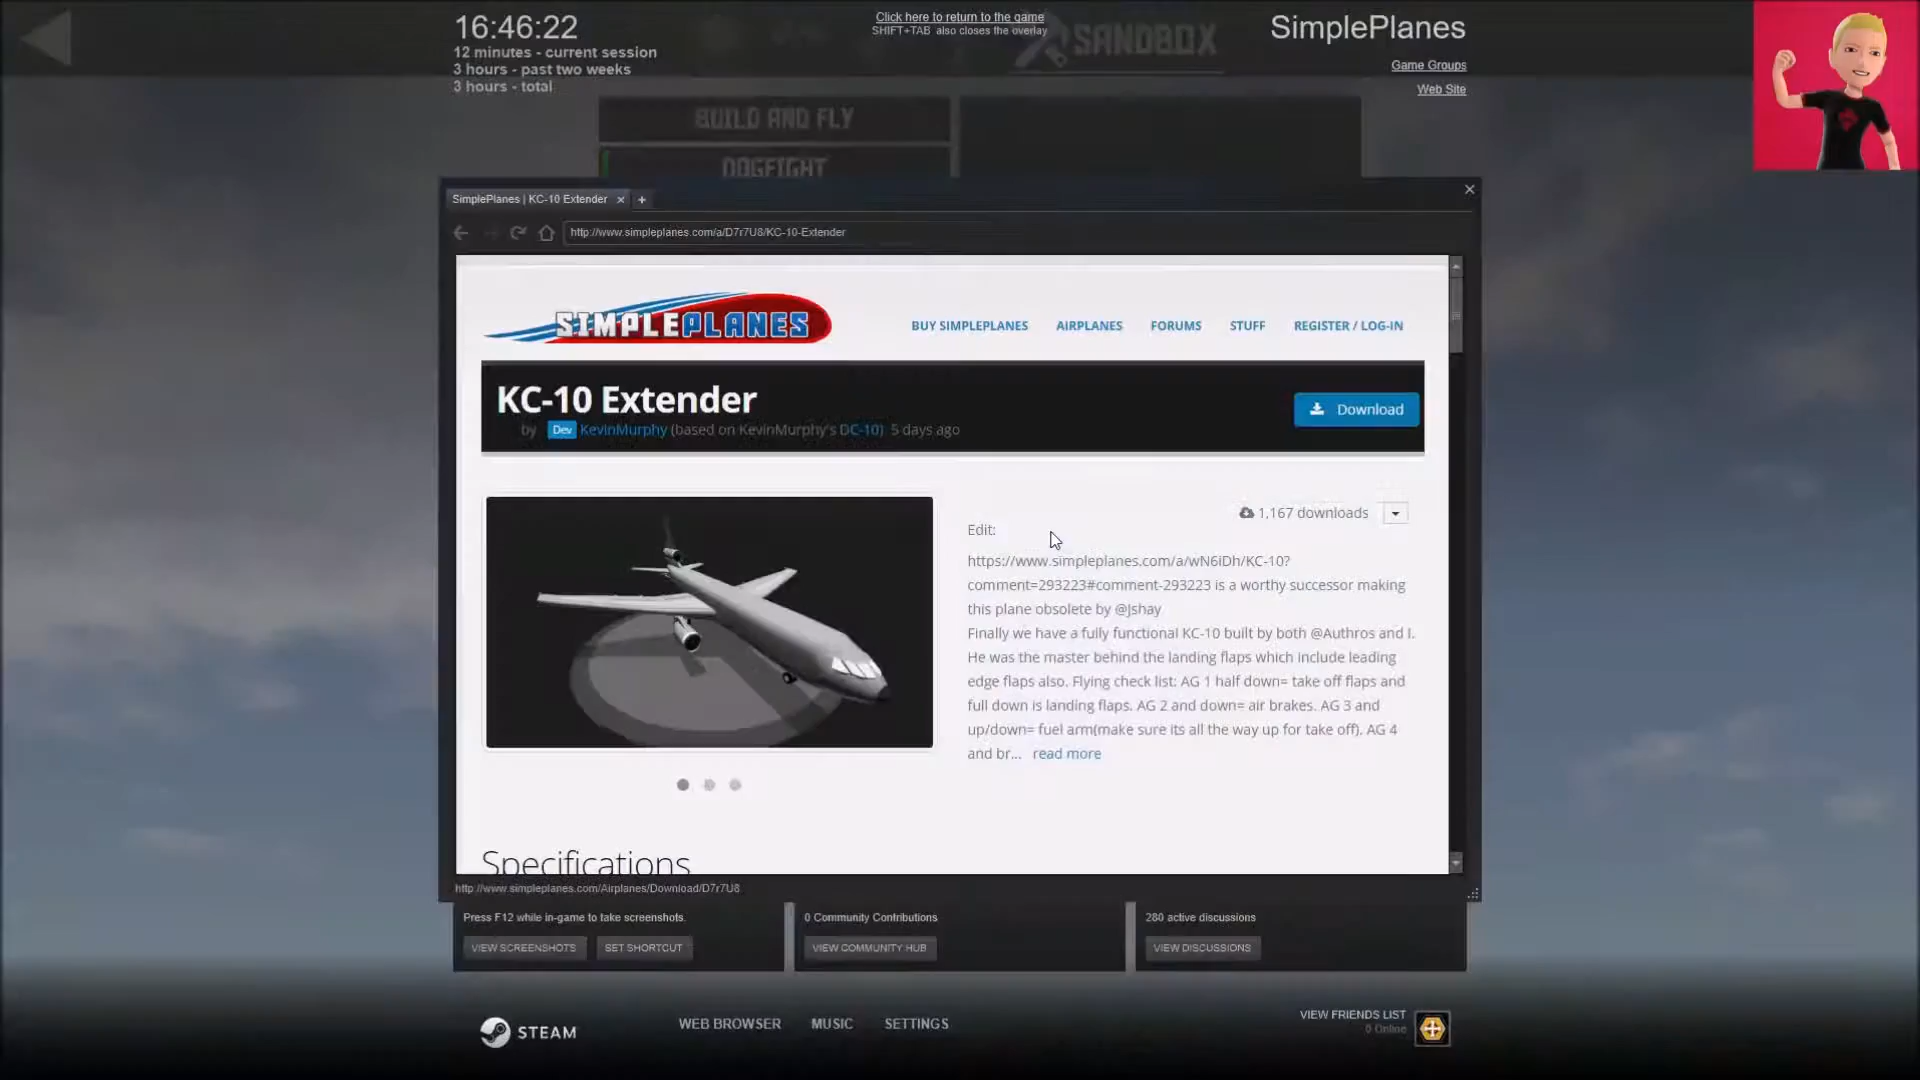 16:46:22
12 minutes - current session
3 hours - past two weeks
3 hours - total
Click here to return to the game
SHIFT+TAB also closes the overlay
SANDBOX
SimplePlanes
Game Groups
Web Site
BUILD AND FLY
DOGFIGHT
SimplePlanes | KC-10 Extender
http://www.simpleplanes.com/a/D7r7U8/KC-10-Extender
SIMPLEPLANES
BUY SIMPLEPLANES AIRPLANES FORUMS STUFF REGISTER / LOG-IN
KC-10 Extender
by Dev KevinMurphy (based on KevinMurphy's DC-10) 5 days ago
Download
1,167 downloads
Edit:
https://www.simpleplanes.com/a/wN6iDh/KC-10?
comment=293223#comment-293223 is a worthy successor making
this plane obsolete by @Jshay
Finally we have a fully functional KC-10 built by both @Authros and I.
He was the master behind the landing flaps which include leading
edge flaps also. Flying check list: AG 1 half down= take off flaps and
full down is landing flaps. AG 2 and down= air brakes. AG 3 and
up/down= fuel arm(make sure its all the way up for take off). AG 4
and br... read more
Specifications
http://www.simpleplanes.com/Airplanes/Download/D7r7U8
Press F12 while in-game to take screenshots.
VIEW SCREENSHOTS SET SHORTCUT
0 Community Contributions
VIEW COMMUNITY HUB
280 active discussions
VIEW DISCUSSIONS
STEAM
WEB BROWSER MUSIC SETTINGS
VIEW FRIENDS LIST
0 Online